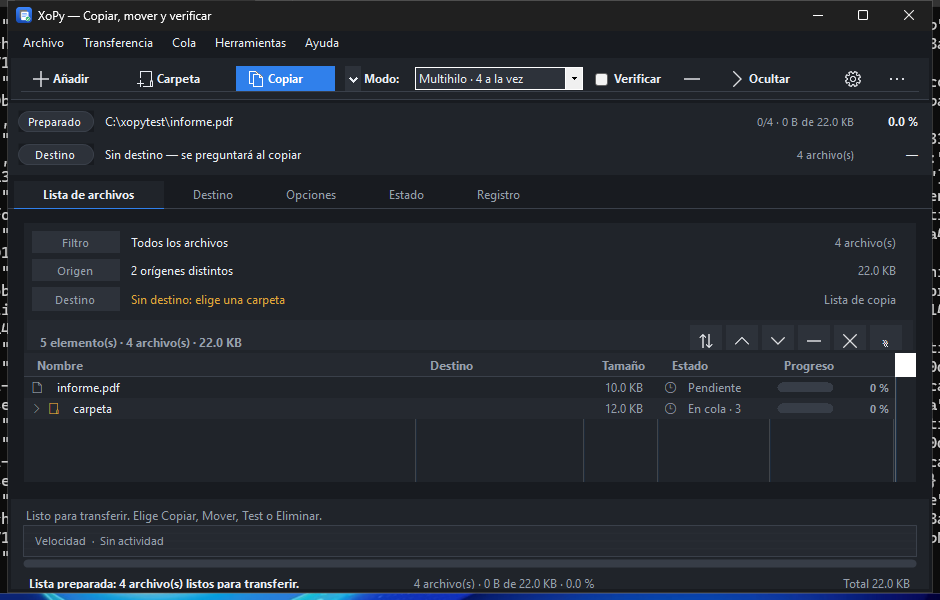 XoPy — Copiar, mover y verificar
Archivo Transferencia Cola Herramientas Ayuda
Añadir Carpeta Copiar Modo: Multihilo · 4 a la vez Verificar Ocultar ···
Preparado C:\xopytest\informe.pdf 0/4 · 0 B de 22.0 KB 0.0 %
Destino Sin destino — se preguntará al copiar 4 archivo(s) —
Lista de archivos Destino Opciones Estado Registro
Filtro Todos los archivos 4 archivo(s)
Origen 2 orígenes distintos 22.0 KB
Destino Sin destino: elige una carpeta Lista de copia
5 elemento(s) · 4 archivo(s) · 22.0 KB »
Nombre Destino Tamaño Estado Progreso
informe.pdf 10.0 KB Pendiente 0 %
carpeta 12.0 KB En cola · 3 0 %
Listo para transferir. Elige Copiar, Mover, Test o Eliminar.
Velocidad · Sin actividad
Lista preparada: 4 archivo(s) listos para transferir. 4 archivo(s) · 0 B de 22.0 KB · 0.0 % Total 22.0 KB